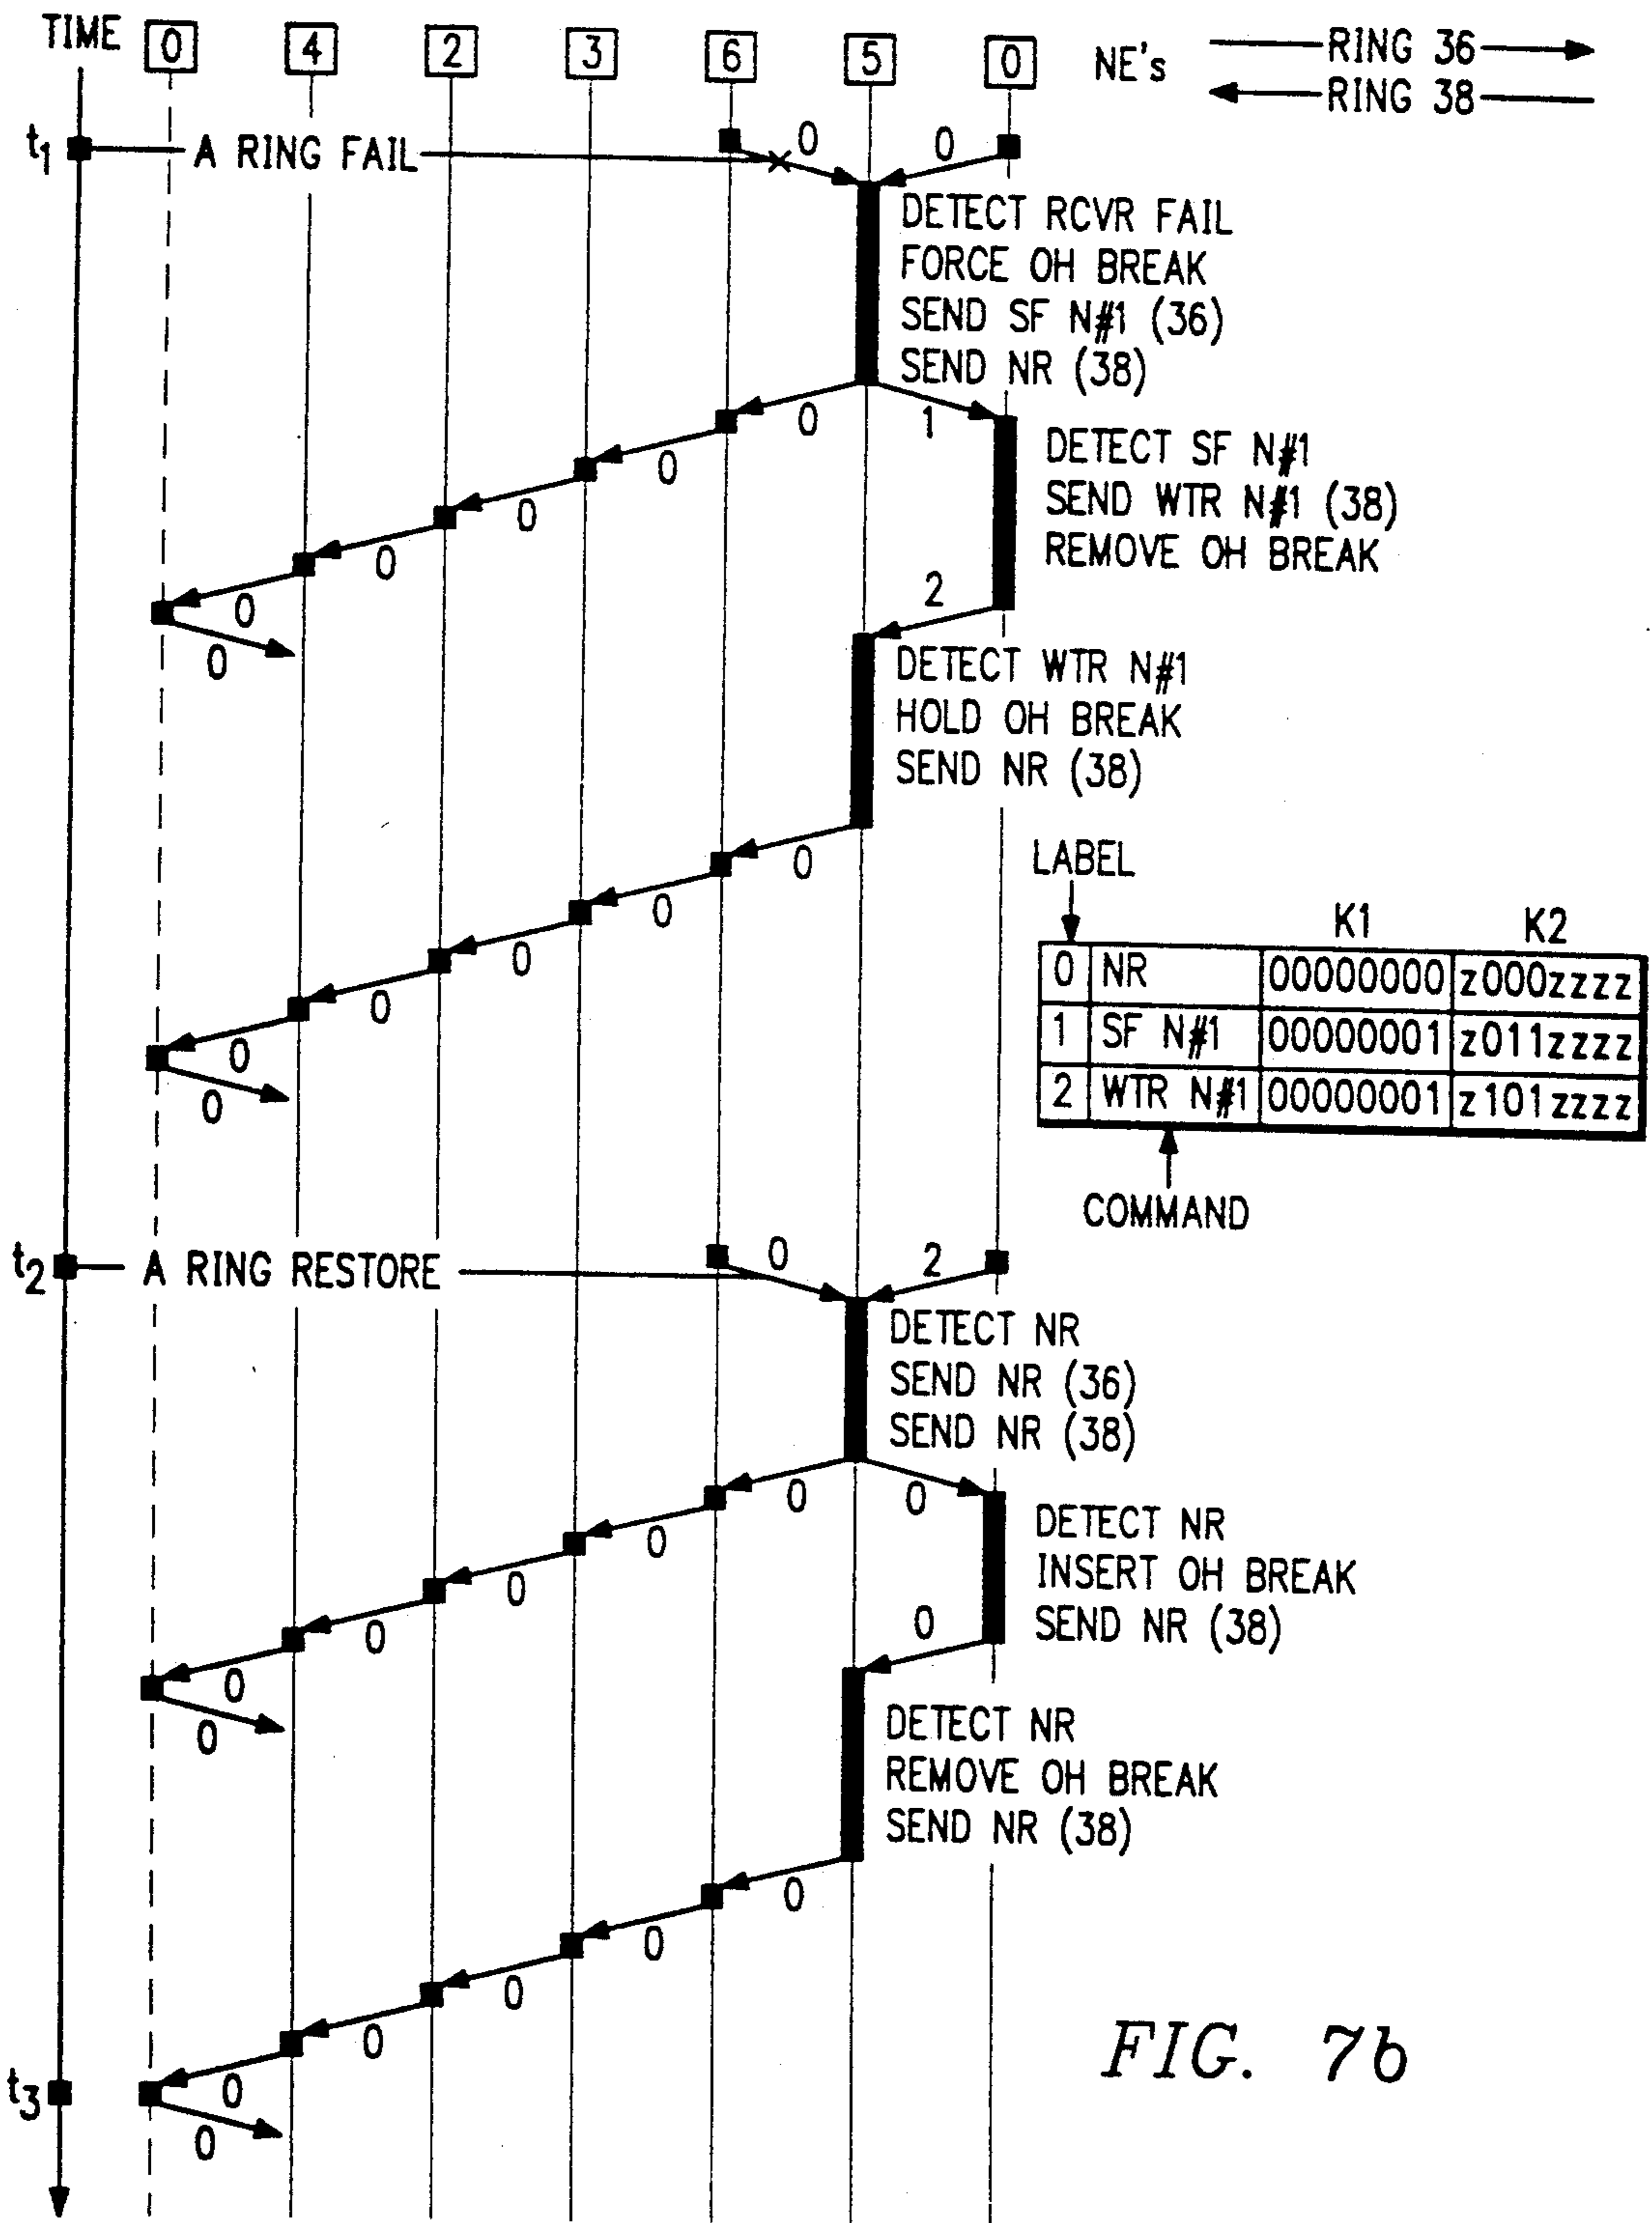 TIME 0 4 2 3 6 5 0 NE's RING 36
RING 38
t1 A RING FAIL 0 0
DETECT RCVR FAIL
FORCE OH BREAK
SEND SF N#1 (36)
SEND NR (38)
0 1
0
0
0
0
0
DETECT SF N#1
SEND WTR N#1 (38)
REMOVE OH BREAK
2
DETECT WTR N#1
HOLD OH BREAK
SEND NR (38)
0
0
0
0
0
0
LABEL
K1 K2
0 NR 00000000 z000zzzz
1 SF N#1 00000001 z011zzzz
2 WTR N#1 00000001 z101zzzz
COMMAND
t2 A RING RESTORE 0 2
DETECT NR
SEND NR (36)
SEND NR (38)
0 0
0
0
0
0
0
DETECT NR
INSERT OH BREAK
SEND NR (38)
0
DETECT NR
REMOVE OH BREAK
SEND NR (38)
0
0
0
0
t3 0
0
FIG. 7b